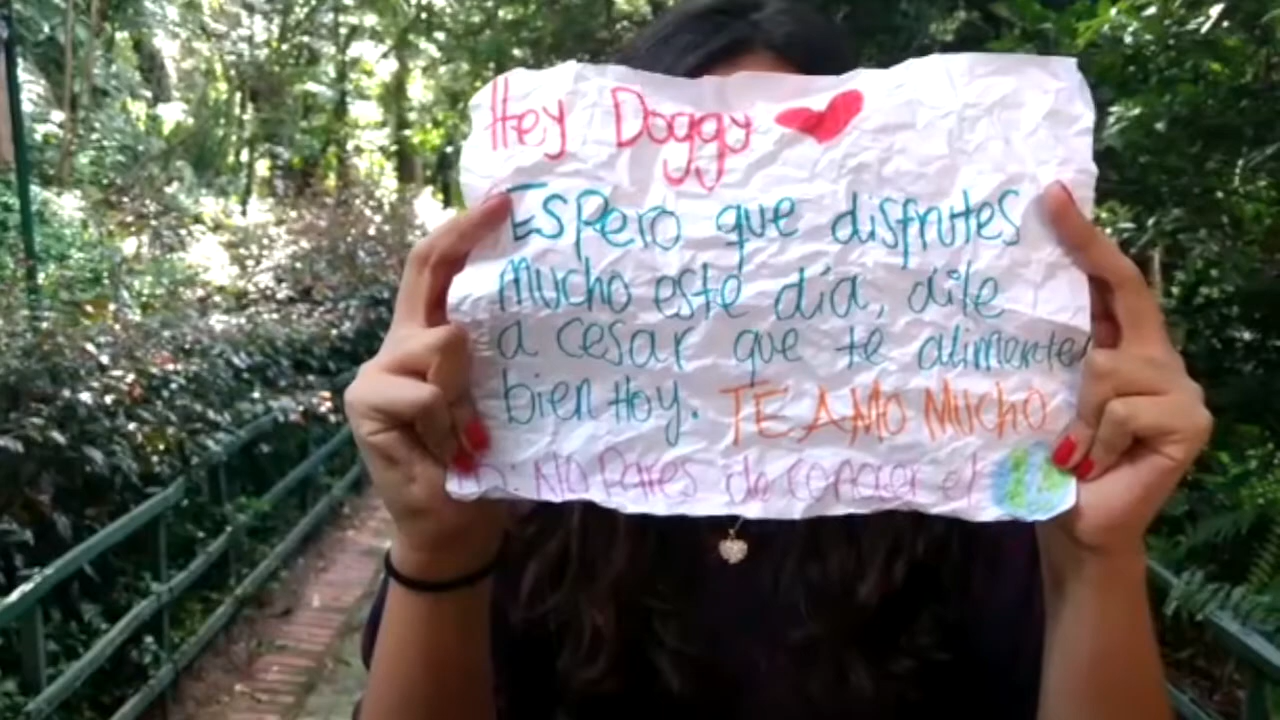 Hey Doggy
Espero que disfrutes
Mucho este día, dile
a cesar que te alimente
bien Hoy. TE AMO MUCHO
No Pares de conocer el